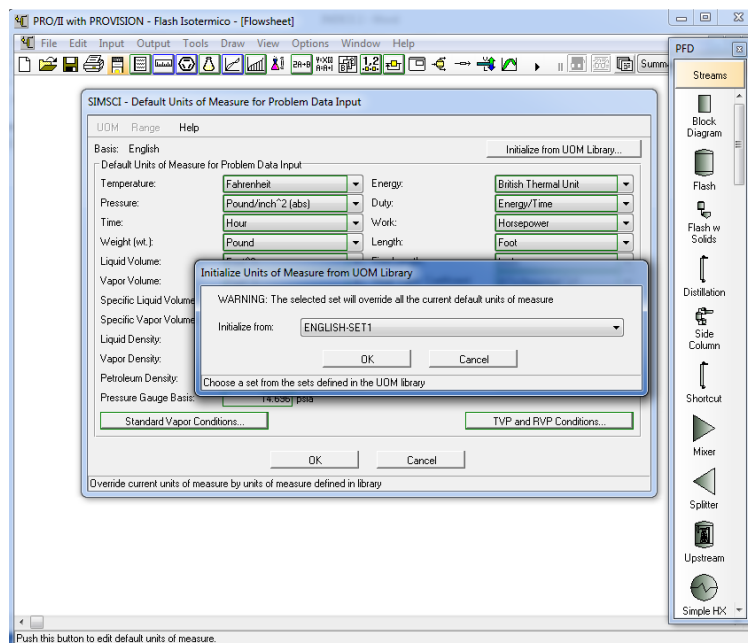 PRO/II with PROVISION - Flash Isotermico - [Flowsheet]
File Edit Input Output Tools Draw View Options Window Help
Summ
PFD
Streams
Block
Diagram
Flash
Flash w
Solids
Distillation
Side
Column
Shortcut
Mixer
Splitter
Upstream
Simple HX
SIMSCI - Default Units of Measure for Problem Data Input
UOM Range Help
Basis: English Initialize from UOM Library...
Default Units of Measure for Problem Data Input
Temperature: Fahrenheit Energy: British Thermal Unit
Pressure: Pound/inch^2 (abs) Duty: Energy/Time
Time: Hour Work: Horsepower
Weight (wt.): Pound Length: Foot
Liquid Volume:
Vapor Volume:
Specific Liquid Volume
Specific Vapor Volume
Liquid Density:
Vapor Density:
Petroleum Density:
Pressure Gauge Basis: 14.696 psia
Standard Vapor Conditions... TVP and RVP Conditions...
OK Cancel
Override current units of measure by units of measure defined in library
Initialize Units of Measure from UOM Library
WARNING: The selected set will override all the current default units of measure
Initialize from: ENGLISH-SET1
OK Cancel
Choose a set from the sets defined in the UOM library
Push this button to edit default units of measure.